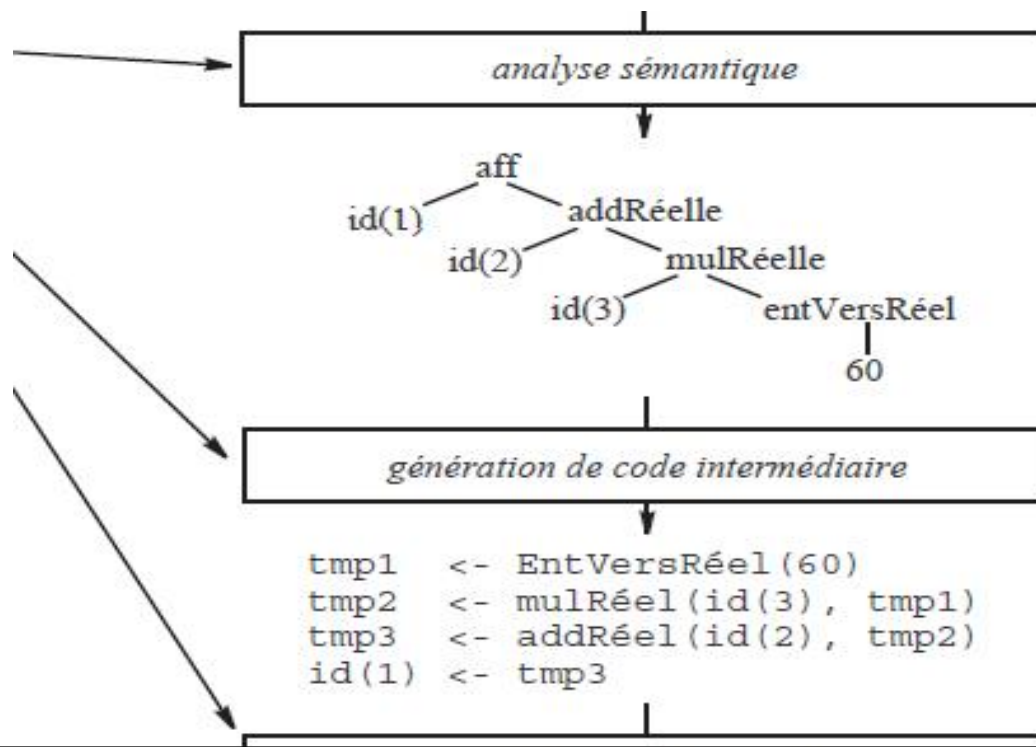 analyse sémantique
aff
id(1) addRéelle
id(2) mulRéelle
id(3) entVersRéel
60
génération de code intermédiaire
tmp1 <- EntVersRéel(60)
tmp2 <- mulRéel(id(3), tmp1)
tmp3 <- addRéel(id(2), tmp2)
id(1) <- tmp3